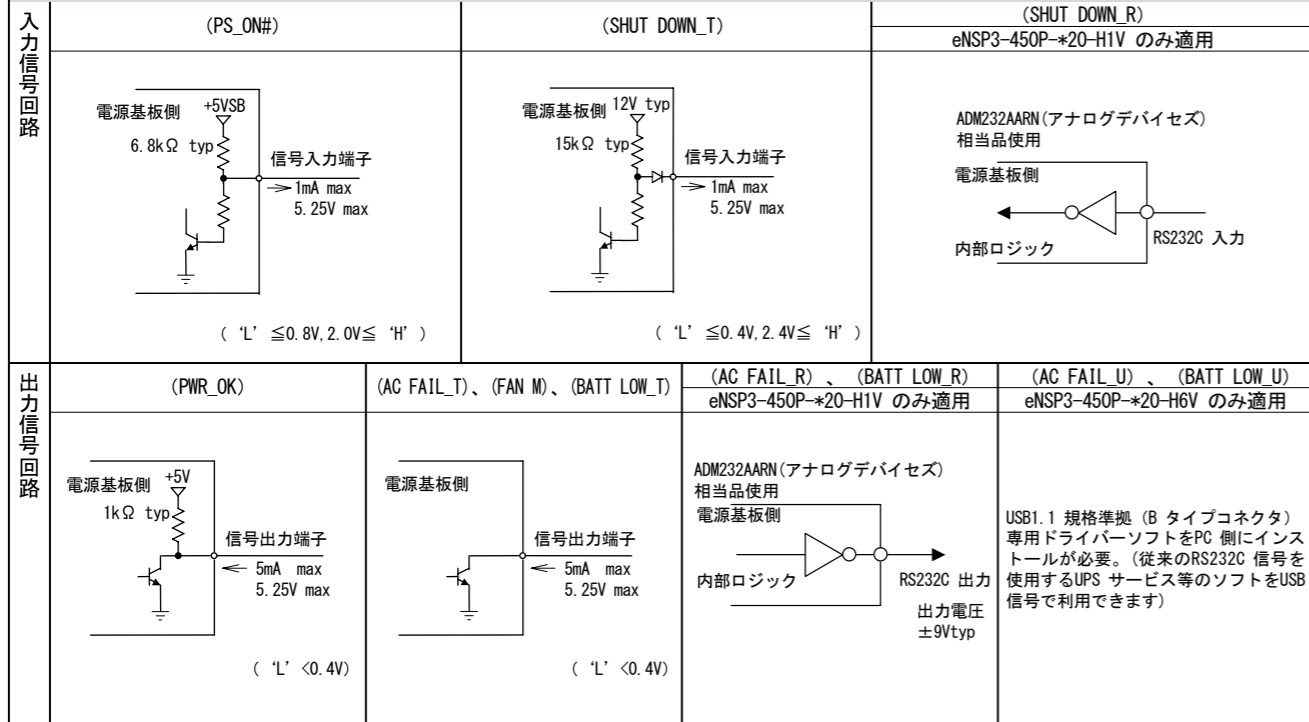 入力信号回路
(PS_ON#)
(SHUT DOWN_T)
(SHUT DOWN_R)
eNSP3-450P-*20-H1V のみ適用
電源基板側
+5VSB
6.8kΩ typ
信号入力端子
1mA max
5.25V max
( ‘L’ ≦0.8V,2.0V≦ ‘H’ )
電源基板側
12V typ
15kΩ typ
信号入力端子
1mA max
5.25V max
( ‘L’ ≦0.4V,2.4V≦ ‘H’ )
ADM232AARN(アナログデバイセズ)
相当品使用
電源基板側
内部ロジック
RS232C 入力
出力信号回路
(PWR_OK)
(AC FAIL_T)、(FAN M)、(BATT LOW_T)
(AC FAIL_R) 、 (BATT LOW_R)
eNSP3-450P-*20-H1V のみ適用
(AC FAIL_U) 、 (BATT LOW_U)
eNSP3-450P-*20-H6V のみ適用
電源基板側
+5V
1kΩ typ
信号出力端子
5mA max
5.25V max
( ‘L’ <0.4V)
電源基板側
信号出力端子
5mA max
5.25V max
( ‘L’ <0.4V)
ADM232AARN(アナログデバイセズ)
相当品使用
電源基板側
内部ロジック
RS232C 出力
出力電圧
±9Vtyp
USB1.1 規格準拠 (B タイプコネクタ)
専用ドライバーソフトをPC 側にインス
トールが必要。(従来のRS232C 信号を
使用するUPS サービス等のソフトをUSB
信号で利用できます)